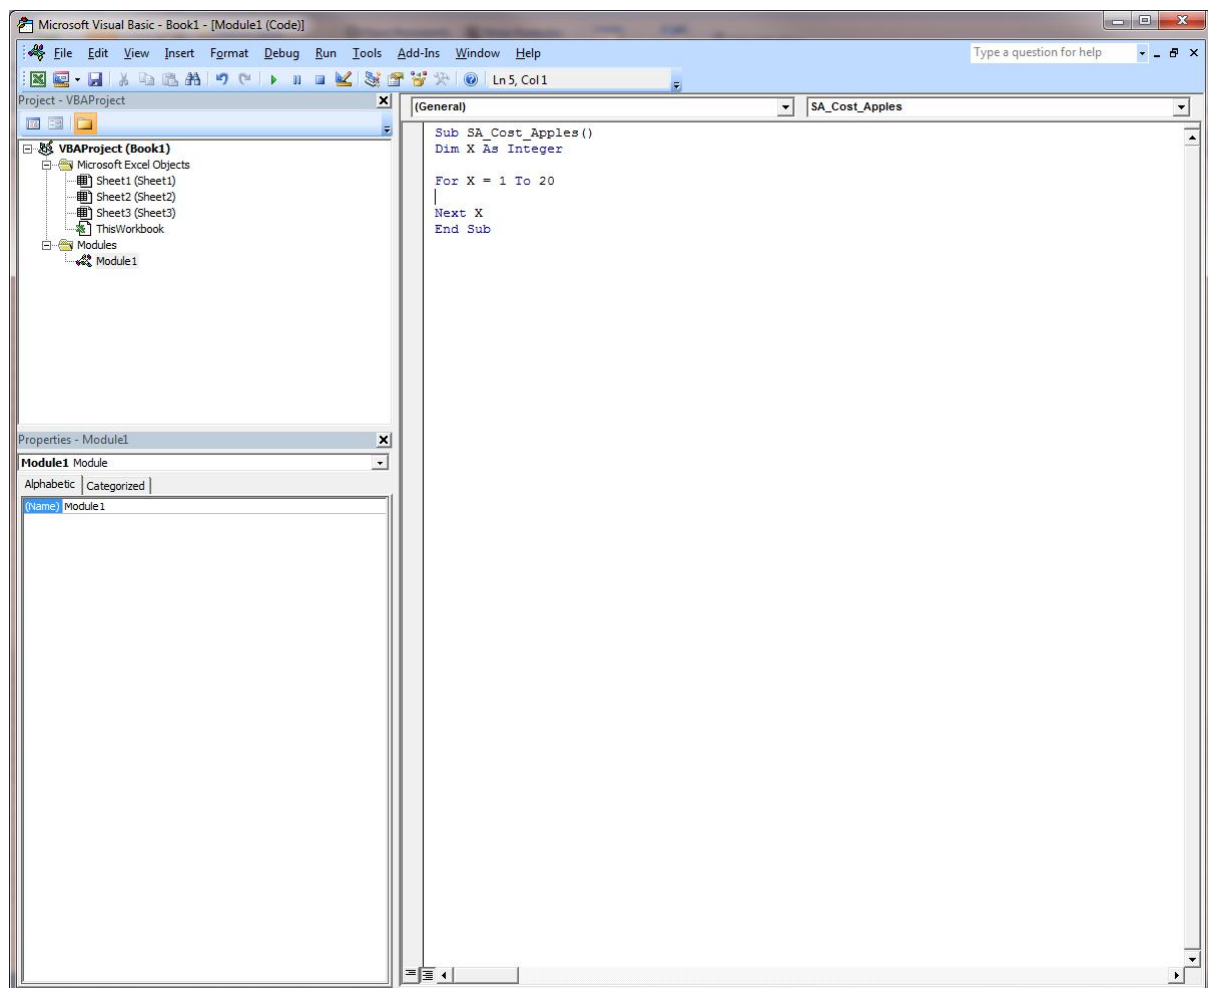 Microsoft Visual Basic - Book1 - [Module1 (Code)]
File Edit View Insert Format Debug Run Tools Add-Ins Window Help
Type a question for help
Ln 5, Col 1
Project - VBAProject
(General)
SA_Cost_Apples
VBAProject (Book1)
Microsoft Excel Objects
Sheet1 (Sheet1)
Sheet2 (Sheet2)
Sheet3 (Sheet3)
ThisWorkbook
Modules
Module1
Sub SA_Cost_Apples()
Dim X As Integer
For X = 1 To 20
Next X
End Sub
Properties - Module1
Module1 Module
Alphabetic Categorized
(Name) Module1